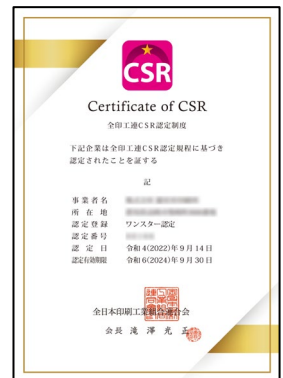 CSR
Certificate of CSR
全印工連CSR認定制度
下記企業は全印工連CSR認定規程に基づき
認定されたことを証する
記
事業者名
所在地
認定登録 ワンスター認定
認定番号
認定日 令和4(2022)年9月14日
認定有効期限 令和6(2024)年9月30日
全日本印刷工業組合連合会
会長 滝澤光正